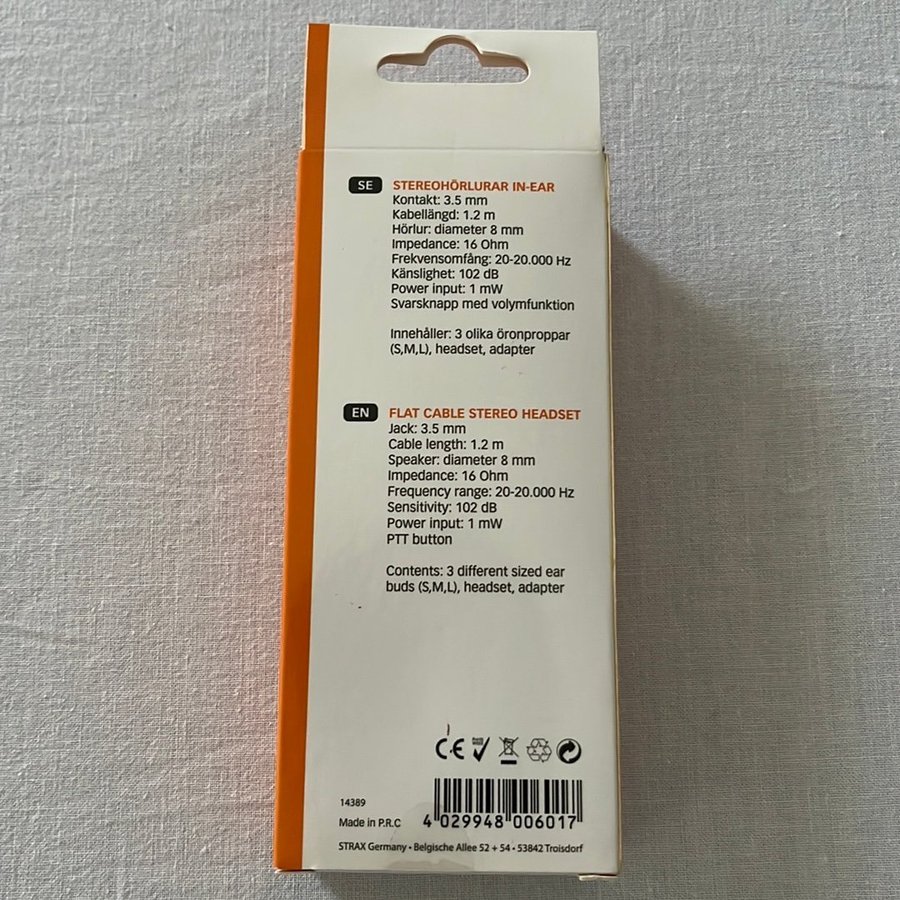 SE STEREOHÖRLURAR IN-EAR
Kontakt: 3.5 mm
Kabellängd: 1.2 m
Hörlur: diameter 8 mm
Impedance: 16 Ohm
Frekvensomfång: 20-20.000 Hz
Känslighet: 102 dB
Power input: 1 mW
Svarsknapp med volymfunktion
Innehåller: 3 olika öronproppar
(S,M,L), headset, adapter
EN FLAT CABLE STEREO HEADSET
Jack: 3.5 mm
Cable length: 1.2 m
Speaker: diameter 8 mm
Impedance: 16 Ohm
Frequency range: 20-20.000 Hz
Sensitivity: 102 dB
Power input: 1 mW
PTT button
Contents: 3 different sized ear
buds (S,M,L), headset, adapter
CE
14389
Made in P.R.C
4 029948 006017
STRAX Germany • Belgische Allee 52 + 54 • 53842 Troisdorf